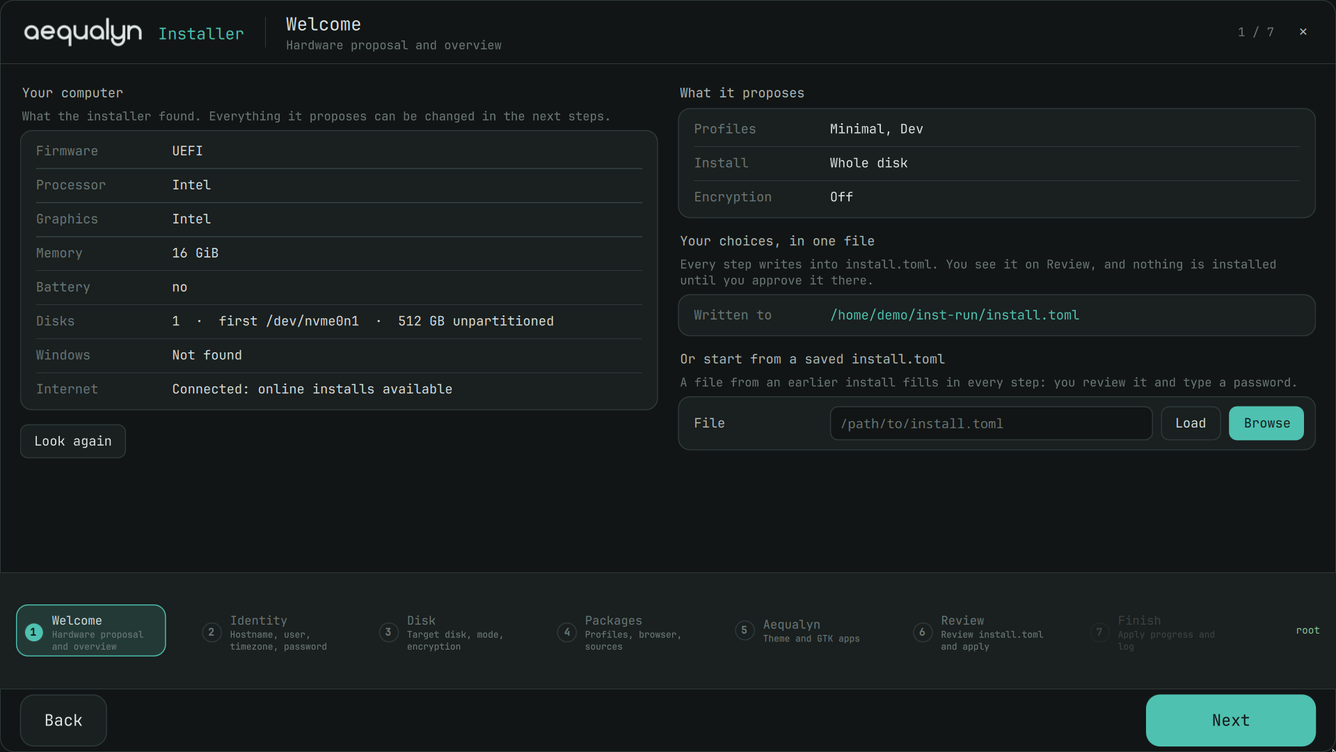 aequalyn Installer
Welcome
Hardware proposal and overview
1 / 7 ×
Your computer
What the installer found. Everything it proposes can be changed in the next steps.
Firmware UEFI
Processor Intel
Graphics Intel
Memory 16 GiB
Battery no
Disks 1 · first /dev/nvme0n1 · 512 GB unpartitioned
Windows Not found
Internet Connected: online installs available
Look again
What it proposes
Profiles Minimal, Dev
Install Whole disk
Encryption Off
Your choices, in one file
Every step writes into install.toml. You see it on Review, and nothing is installed
until you approve it there.
Written to /home/demo/inst-run/install.toml
Or start from a saved install.toml
A file from an earlier install fills in every step: you review it and type a password.
File /path/to/install.toml Load Browse
1 Welcome
Hardware proposal
and overview
2 Identity
Hostname, user,
timezone, password
3 Disk
Target disk, mode,
encryption
4 Packages
Profiles, browser,
sources
5 Aequalyn
Theme and GTK apps
6 Review
Review install.toml
and apply
7 Finish
Apply progress and
log
root
Back Next